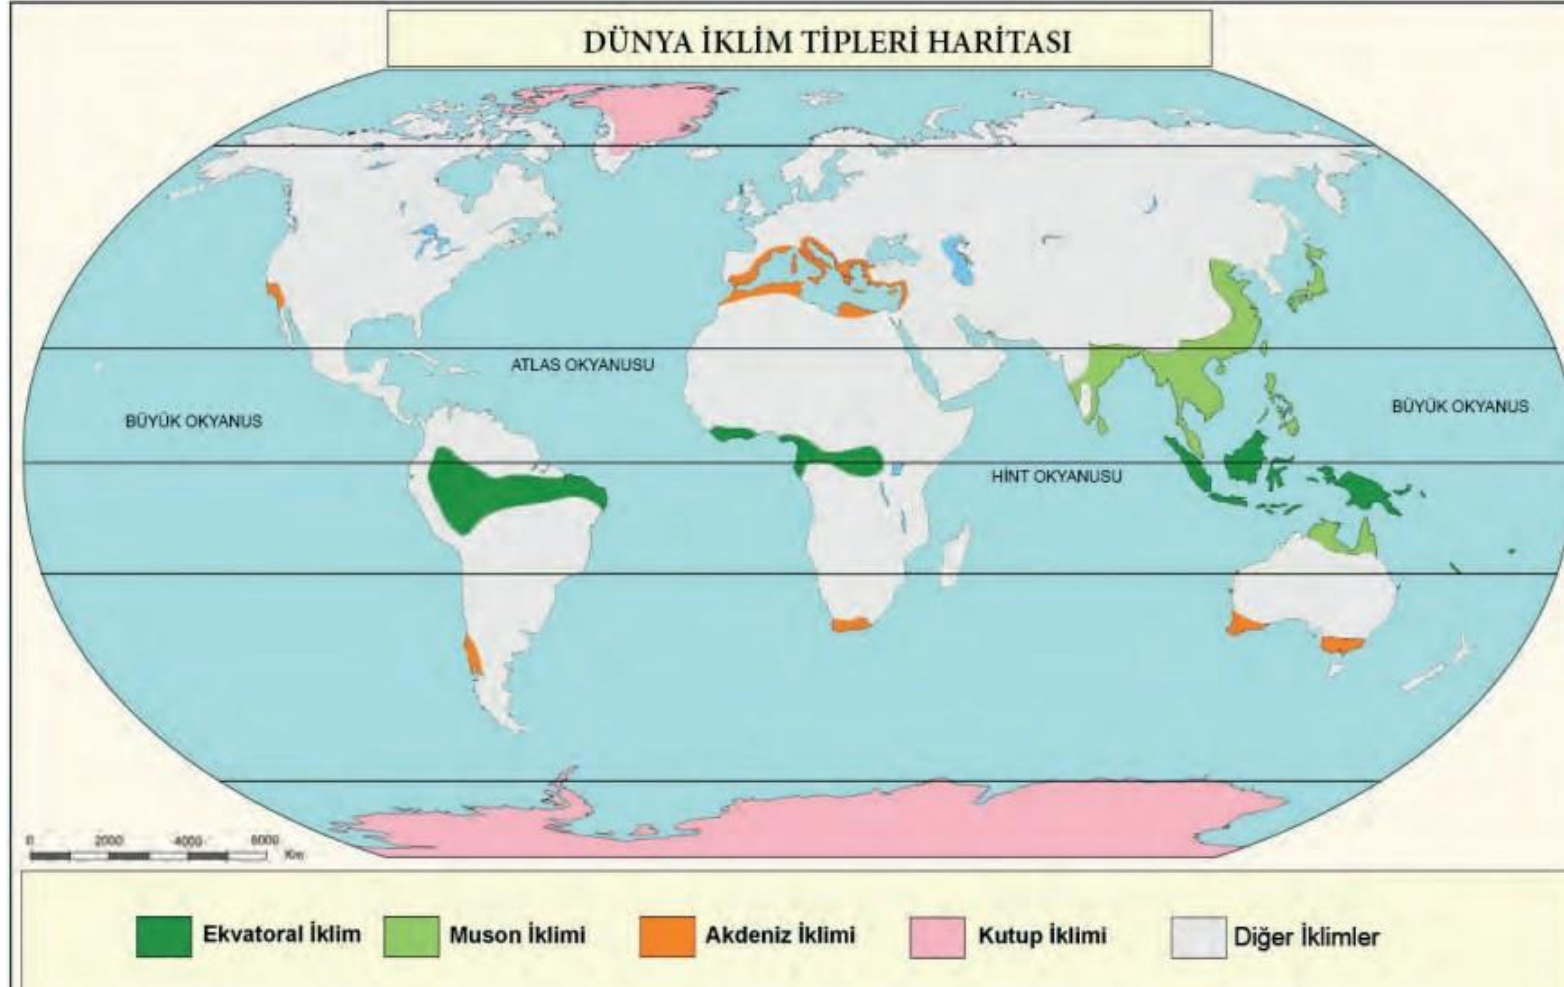 DÜNYA İKLİM TİPLERİ HARİTASI
ATLAS OKYANUSU
BÜYÜK OKYANUS
BÜYÜK OKYANUS
HİNT OKYANUSU
0 2000 4000 6000 Km
Ekvatoral İklim Muson İklimi Akdeniz İklimi Kutup İklimi Diğer İklimler